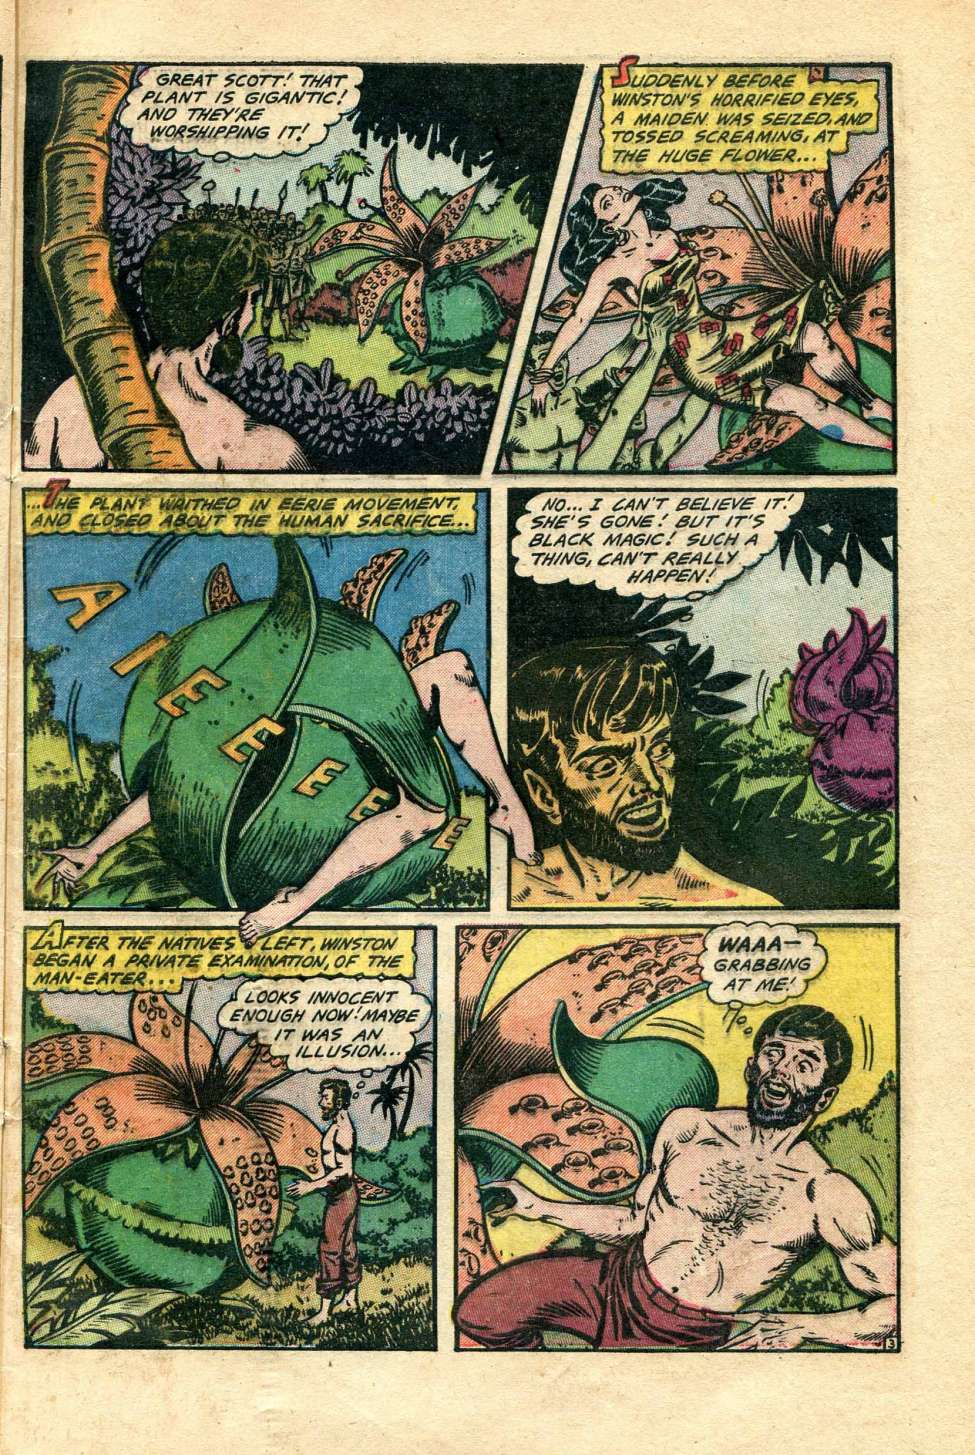 GREAT SCOTT! THAT
PLANT IS GIGANTIC!
AND THEY'RE
WORSHIPPING IT!
SUDDENLY BEFORE
WINSTON'S HORRIFIED EYES,
A MAIDEN WAS SEIZED, AND
TOSSED SCREAMING, AT
THE HUGE FLOWER...
...THE PLANT WRITHED IN EERIE MOVEMENT,
AND CLOSED ABOUT THE HUMAN SACRIFICE...
AIEEEEEE
NO... I CAN'T BELIEVE IT!
SHE'S GONE! BUT IT'S
BLACK MAGIC! SUCH A
THING, CAN'T REALLY
HAPPEN!
AFTER THE NATIVES LEFT, WINSTON
BEGAN A PRIVATE EXAMINATION, OF THE
MAN-EATER...
LOOKS INNOCENT
ENOUGH NOW! MAYBE
IT WAS AN
ILLUSION...
WAAA—
GRABBING
AT ME!
3